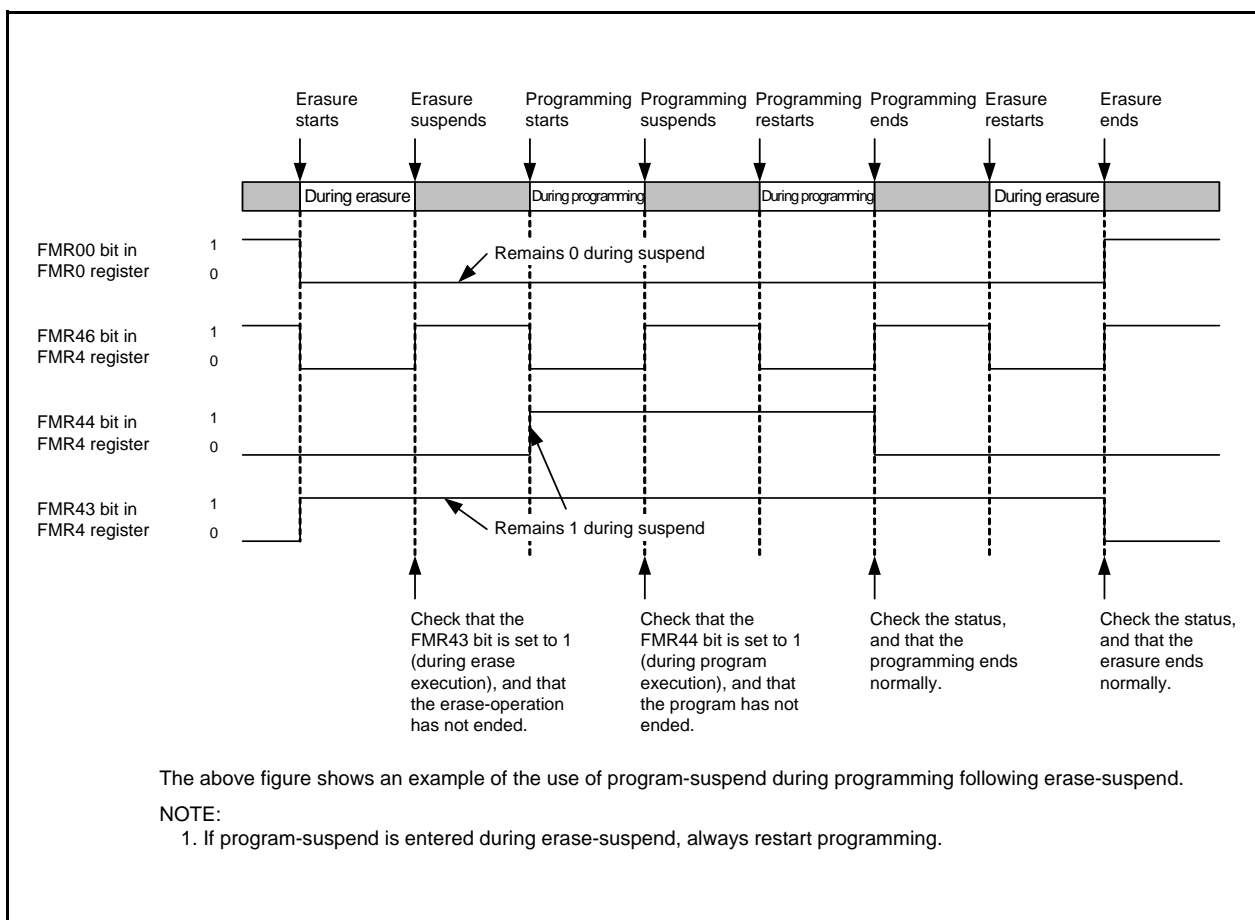 Erasure starts
Erasure suspends
Programming starts
Programming suspends
Programming restarts
Programming ends
Erasure restarts
Erasure ends
During erasure
During programming
During programming
During erasure
FMR00 bit in
FMR0 register
1
0
Remains 0 during suspend
FMR46 bit in
FMR4 register
1
0
FMR44 bit in
FMR4 register
1
0
FMR43 bit in
FMR4 register
1
0
Remains 1 during suspend
Check that the
FMR43 bit is set to 1
(during erase
execution), and that
the erase-operation
has not ended.
Check that the
FMR44 bit is set to 1
(during program
execution), and that
the program has not
ended.
Check the status,
and that the
programming ends
normally.
Check the status,
and that the
erasure ends
normally.
The above figure shows an example of the use of program-suspend during programming following erase-suspend.
NOTE:
1. If program-suspend is entered during erase-suspend, always restart programming.